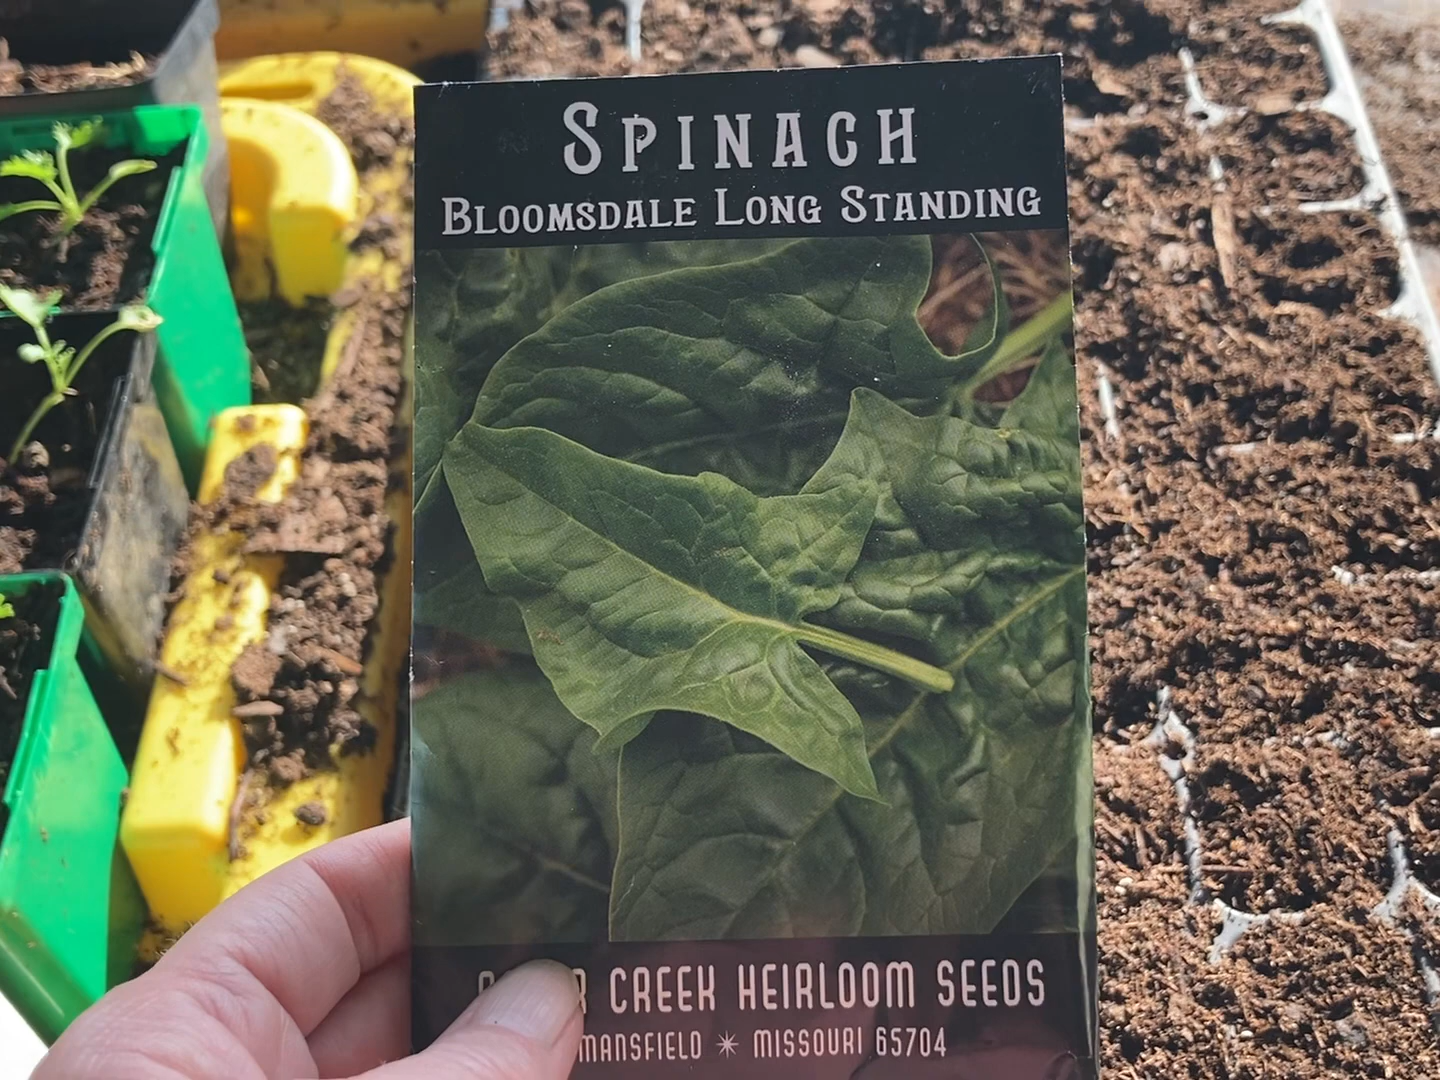 SPINACH
BLOOMSDALE LONG STANDING
CREEK HEIRLOOM SEEDS
MANSFIELD ✴ MISSOURI 65704